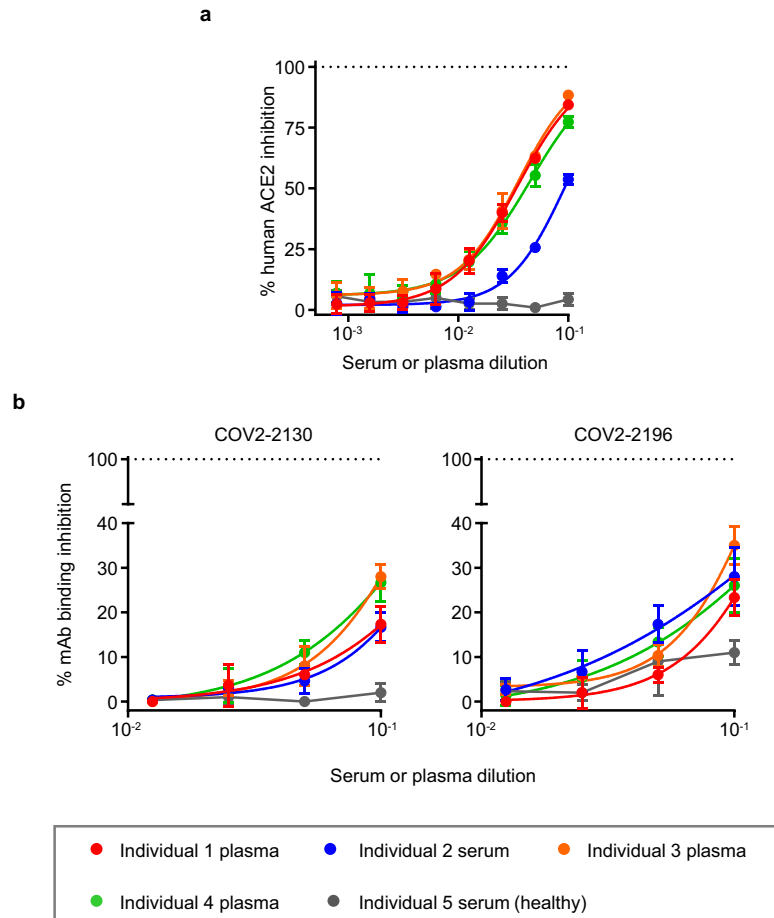 a
% human ACE2 inhibition
100
75
50
25
0
10-3
10-2
10-1
Serum or plasma dilution
b
COV2-2130
COV2-2196
% mAb binding inhibition
100
40
30
20
10
0
10-2
10-1
100
40
30
20
10
0
10-2
10-1
Serum or plasma dilution
Individual 1 plasma
Individual 2 serum
Individual 3 plasma
Individual 4 plasma
Individual 5 serum (healthy)